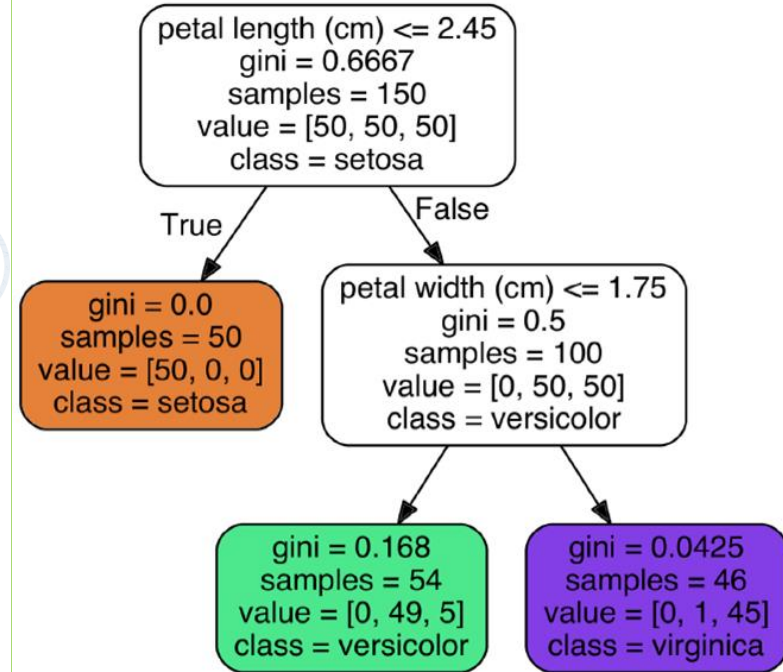 petal length (cm) <= 2.45
gini = 0.6667
samples = 150
value = [50, 50, 50]
class = setosa
True
False
gini = 0.0
samples = 50
value = [50, 0, 0]
class = setosa
petal width (cm) <= 1.75
gini = 0.5
samples = 100
value = [0, 50, 50]
class = versicolor
gini = 0.168
samples = 54
value = [0, 49, 5]
class = versicolor
gini = 0.0425
samples = 46
value = [0, 1, 45]
class = virginica